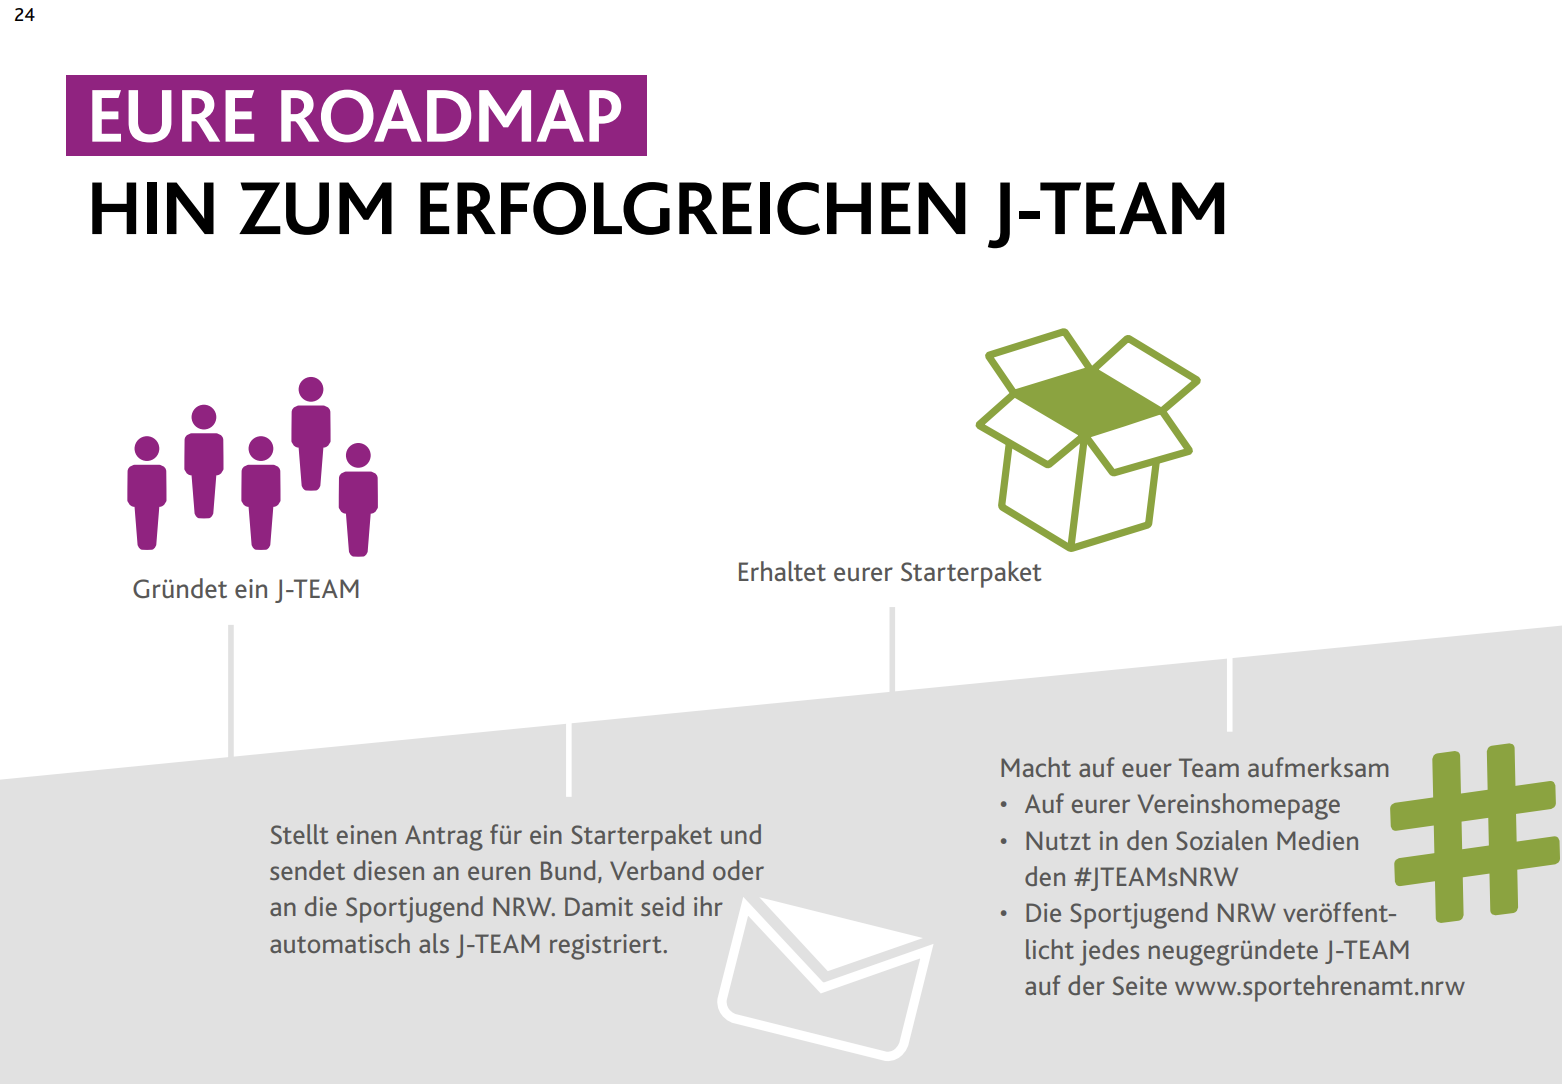 24
EURE ROADMAP
HIN ZUM ERFOLGREICHEN J-TEAM
Gründet ein J-TEAM
Erhaltet eurer Starterpaket
Stellt einen Antrag für ein Starterpaket und
sendet diesen an euren Bund, Verband oder
an die Sportjugend NRW. Damit seid ihr
automatisch als J-TEAM registriert.
Macht auf euer Team aufmerksam
• Auf eurer Vereinshomepage
• Nutzt in den Sozialen Medien
den #JTEAMsNRW
• Die Sportjugend NRW veröffent-
licht jedes neugegründete J-TEAM
auf der Seite www.sportehrenamt.nrw
#